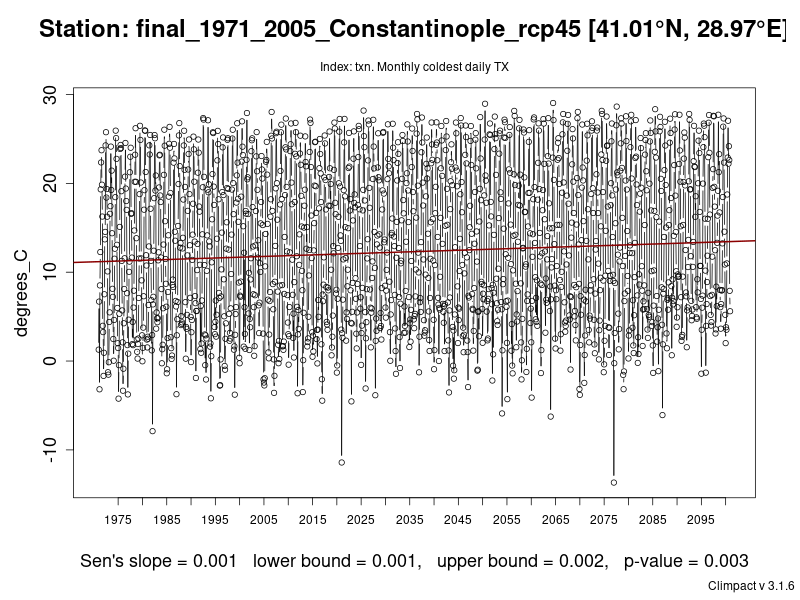 Station: final_1971_2005_Constantinople_rcp45 [41.01°N, 28.97°E]
Index: txn. Monthly coldest daily TX
degrees_C
30
20
10
0
-10
1975 1985 1995 2005 2015 2025 2035 2045 2055 2065 2075 2085 2095
Sen's slope = 0.001 lower bound = 0.001, upper bound = 0.002, p-value = 0.003
Climpact v 3.1.6